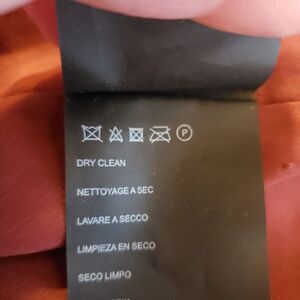 P
DRY CLEAN
NETTOYAGE A SEC
LAVARE A SECCO
LIMPIEZA EN SECO
SECO LIMPO